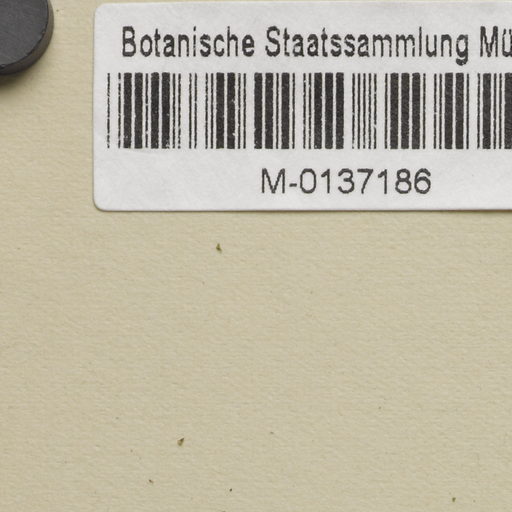 Botanische Staatssammlung Mü
M-0137186